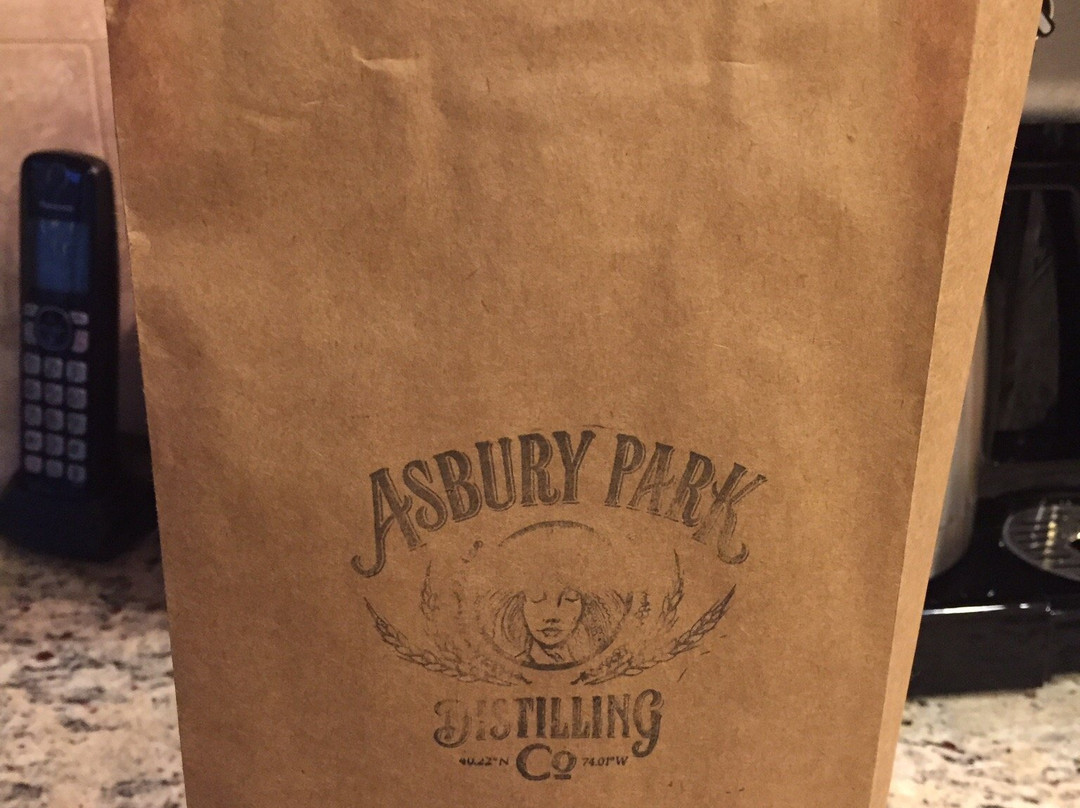 ASBURY PARK
DISTILLING
40.22°N Co 74.01°W